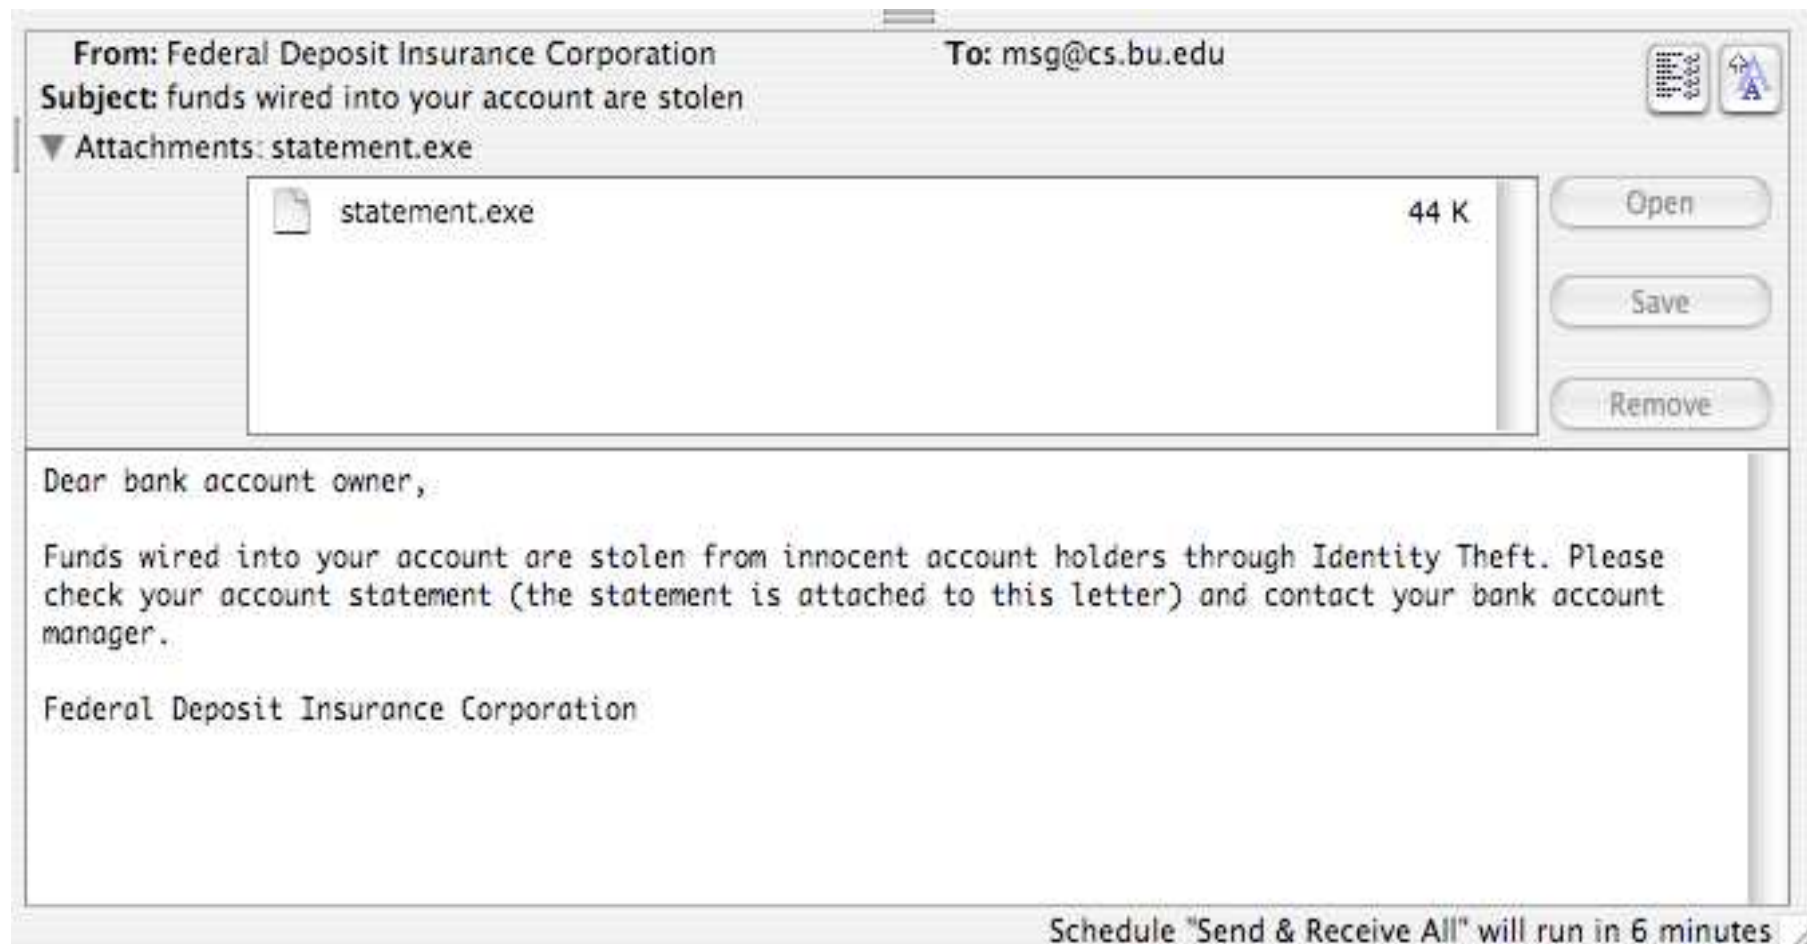 From: Federal Deposit Insurance Corporation To: msg@cs.bu.edu
Subject: funds wired into your account are stolen
Attachments: statement.exe
statement.exe 44 K
Open
Save
Remove
Dear bank account owner,
Funds wired into your account are stolen from innocent account holders through Identity Theft. Please
check your account statement (the statement is attached to this letter) and contact your bank account
manager.
Federal Deposit Insurance Corporation
Schedule "Send & Receive All" will run in 6 minutes